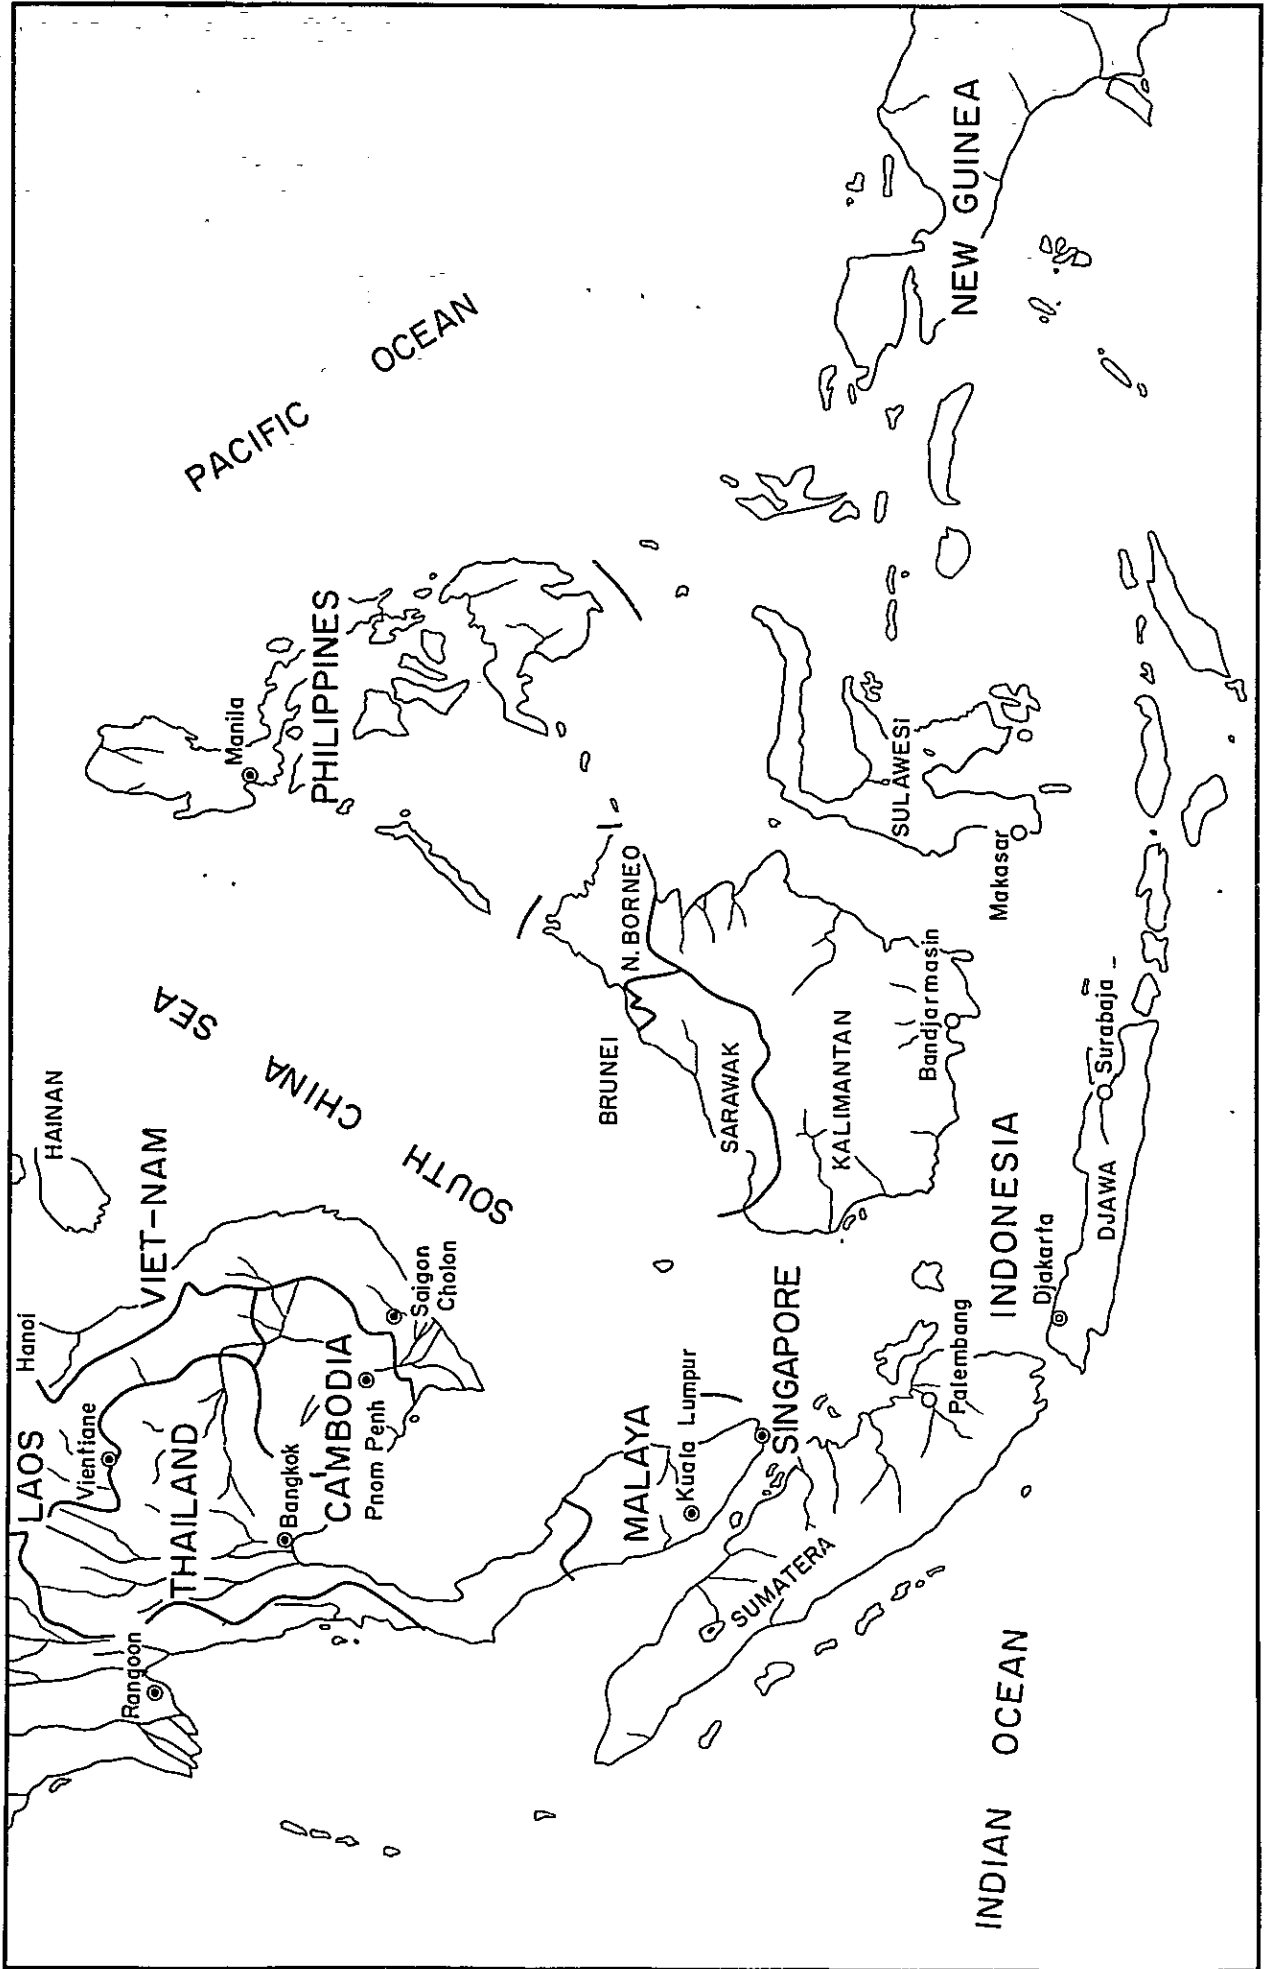 HAINAN
Hanoi
LAOS
VIET-NAM
Vientiane
Rangoon
THAILAND
Bangkok
CA'MBODIA
Pnom Penh
Saigon
Cholon
SOUTH CHINA SEA
PACIFIC OCEAN
Manila
PHILIPPINES
MALAYA
Kuala Lumpur
SINGAPORE
BRUNEI
N. BORNEO
SARAWAK
KALIMANTAN
Bandjarmasin
SULAWESI
Makasar
NEW GUINEA
SUMATERA
Palembang
INDONESIA
Djakarta
DJAWA
Surabaja
INDIAN OCEAN